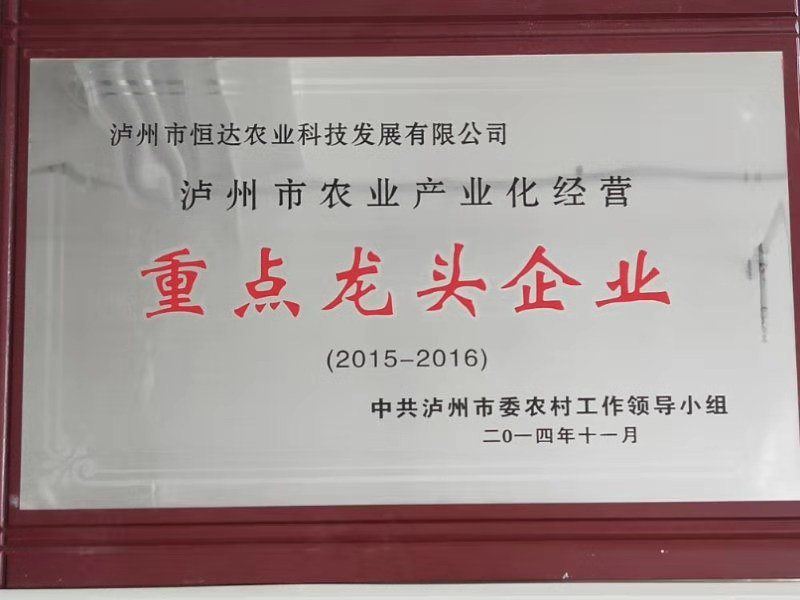 泸州市恒达农业科技发展有限公司
泸州市农业产业化经营
重点龙头企业
(2015-2016)
中共泸州市委农村工作领导小组
二0一四年十一月